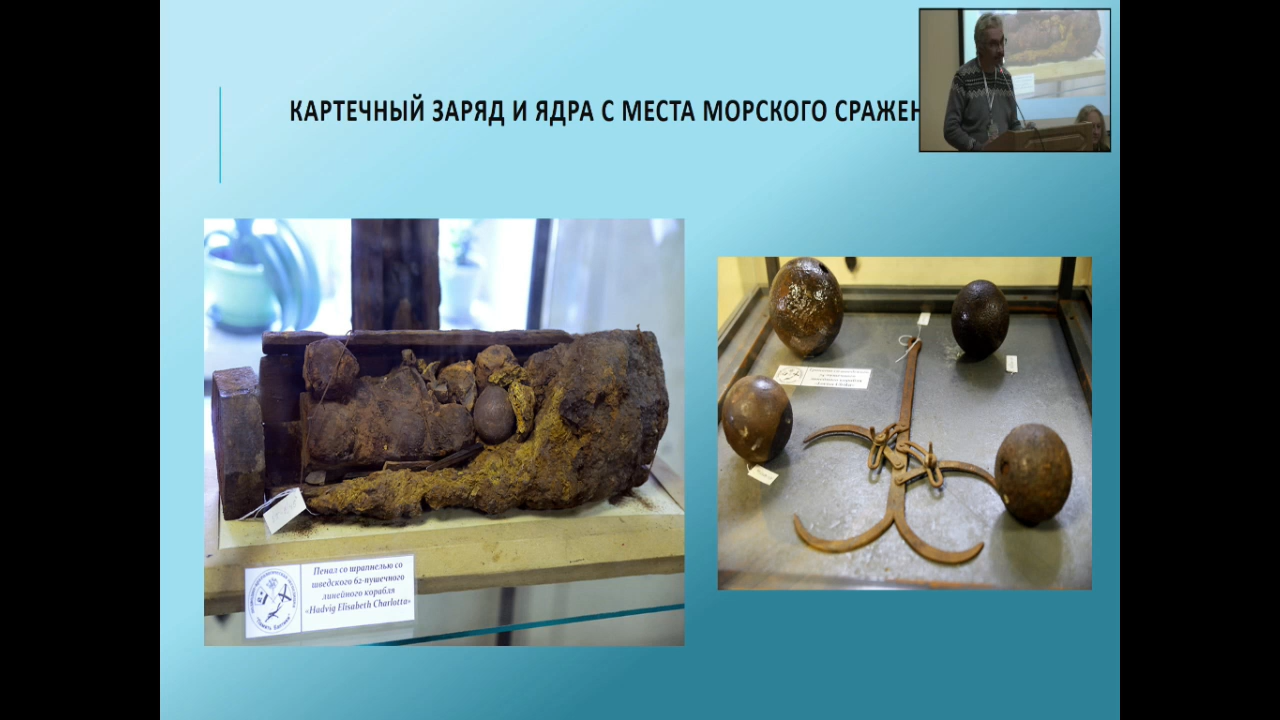 КАРТЕЧНЫЙ ЗАРЯД И ЯДРА С МЕСТА МОРСКОГО СРАЖЕН
Пенал со шрапнелью со
шведского 62-пушечного
линейного корабля
«Hadvig Elisabeth Charlotta»